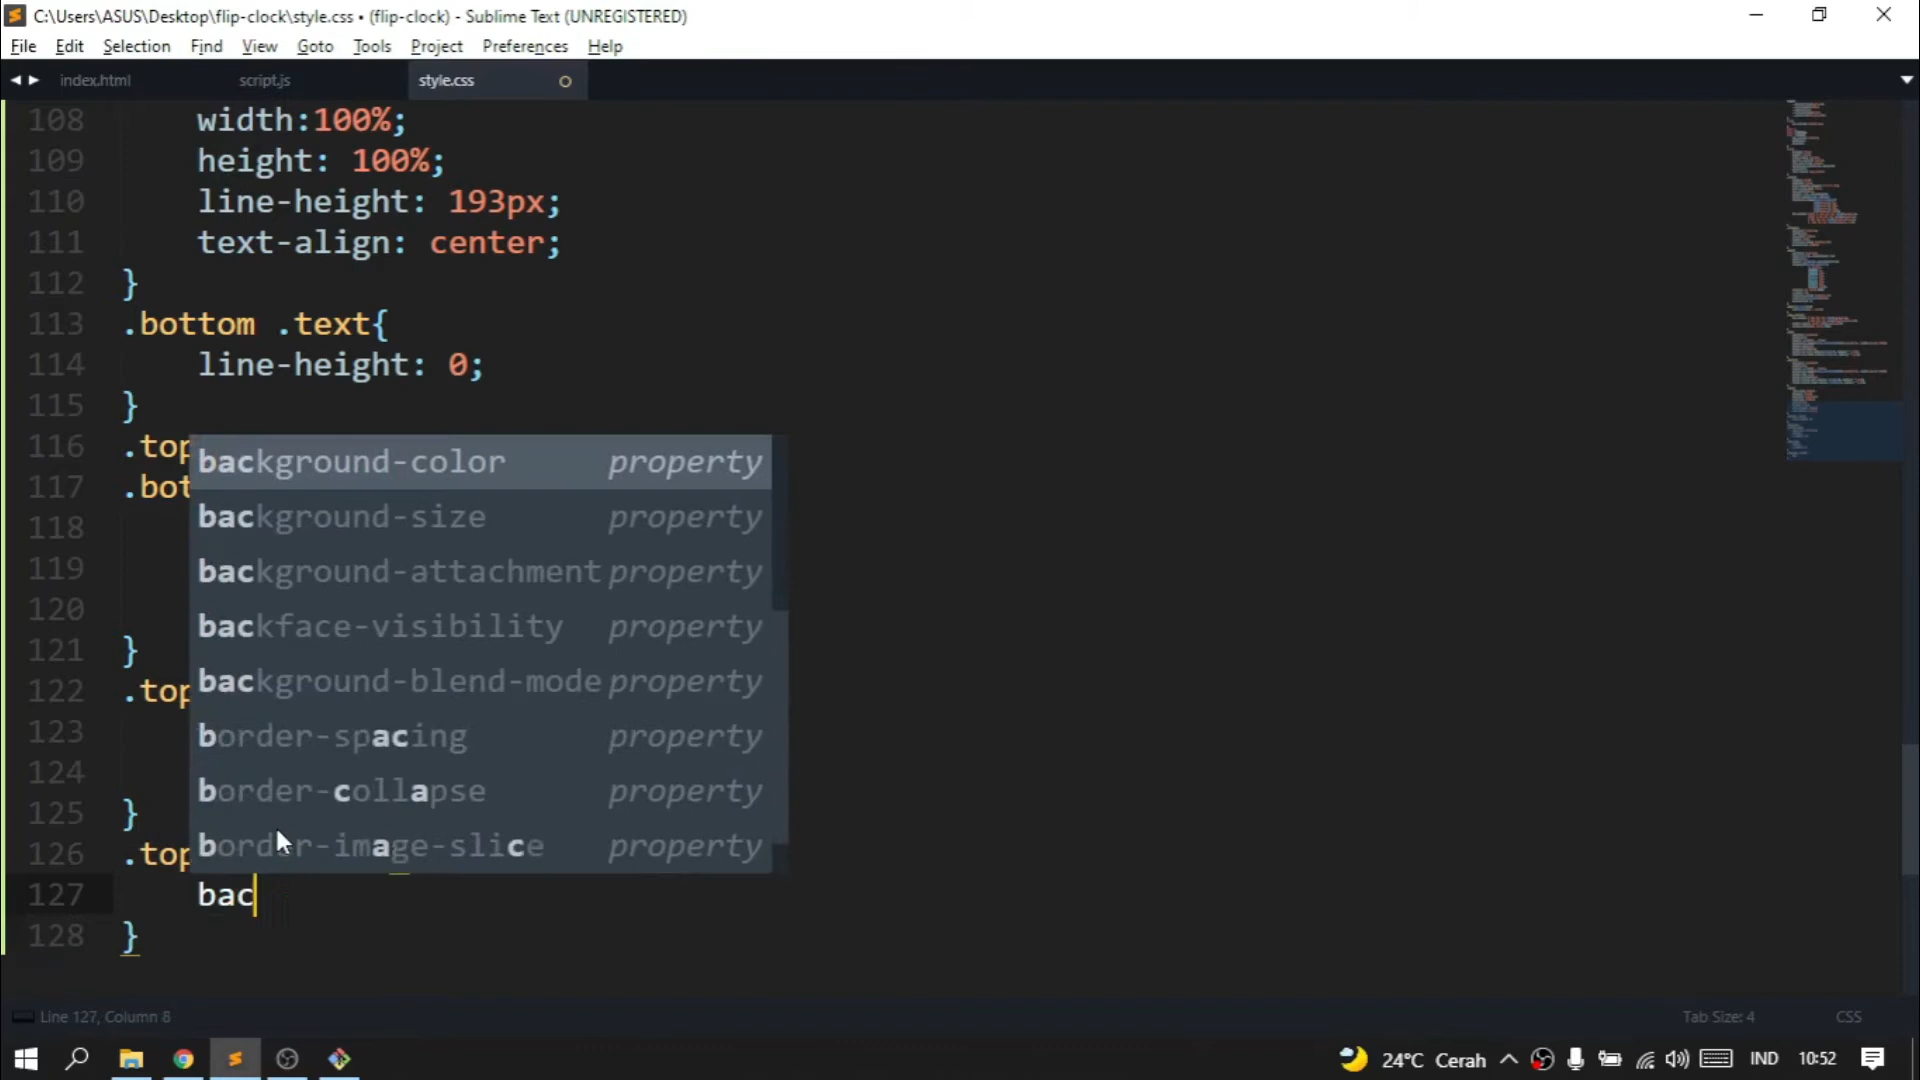 C:\Users\ASUS\Desktop\flip-clock\style.css • (flip-clock) - Sublime Text (UNREGISTERED)
File Edit Selection Find View Goto Tools Project Preferences Help
index.html script.js style.css
108 width:100%;
109 height: 100%;
110 line-height: 193px;
111 text-align: center;
112 }
113 .bottom .text{
114 line-height: 0;
115 }
116 .top
117 .bot
118
119
120
121 }
122 .top
123
124
125 }
126 .top
background-color property
background-size property
background-attachment property
backface-visibility property
background-blend-mode property
border-spacing property
border-collapse property
border-image-slice property
127 bac
128 }
Line 127, Column 8 Tab Size: 4 CSS
24°C Cerah IND 10:52